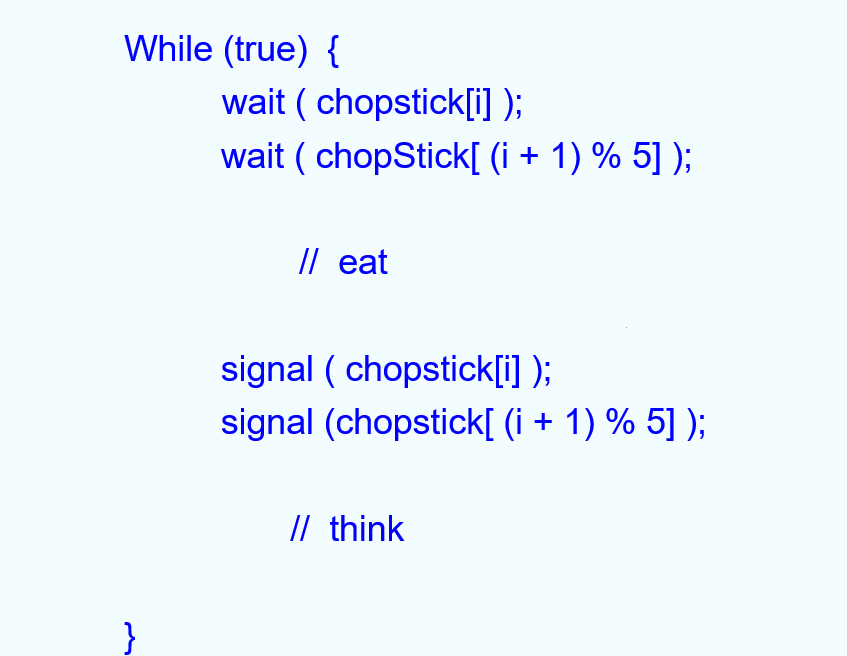 While (true)  {
wait ( chopstick[i] );
wait ( chopStick[ (i + 1) % 5] );
//  eat
signal ( chopstick[i] );
signal (chopstick[ (i + 1) % 5] );
//  think
}